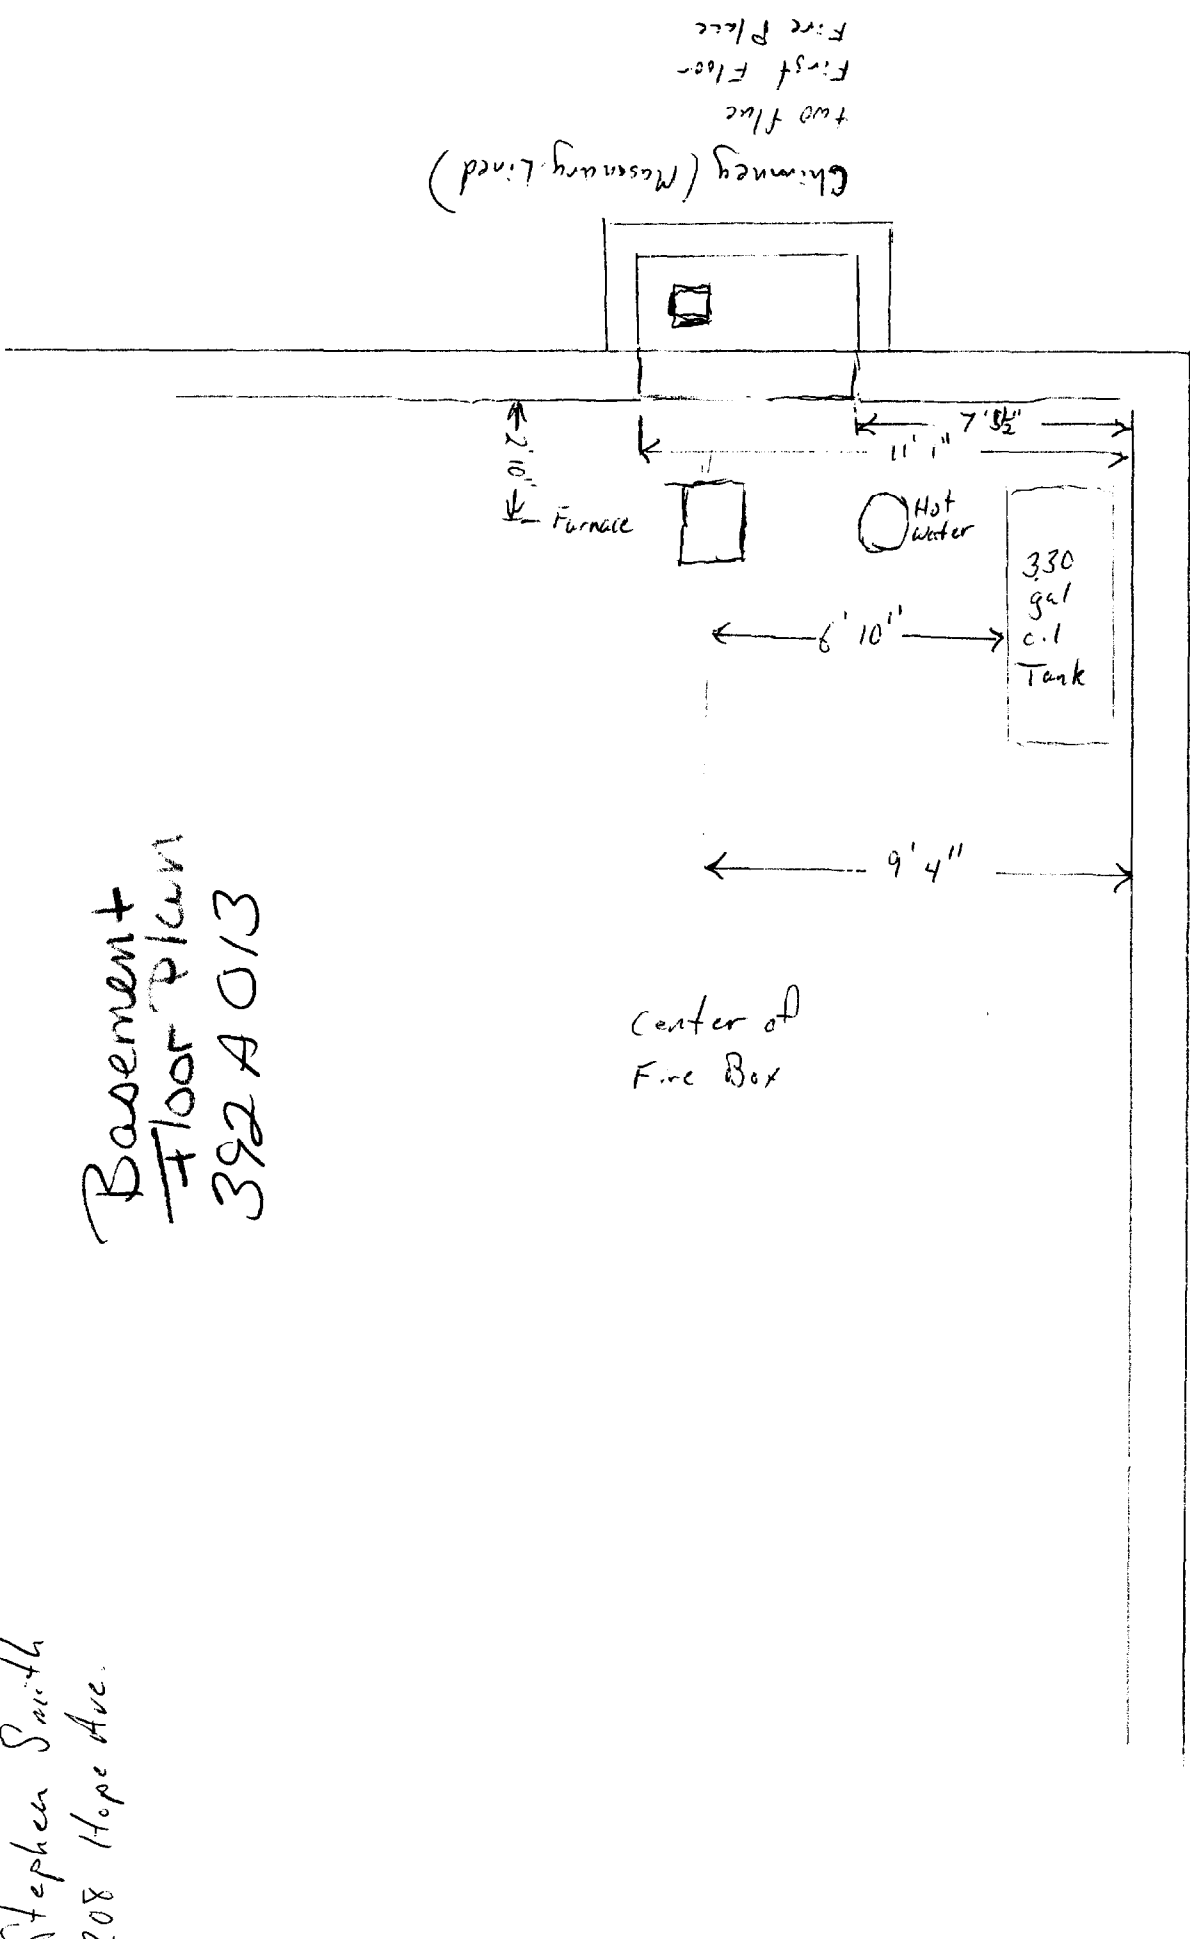 Chimney (Masenary Lined)
two flue
First Floor
Fire Place
7' 5½"
11' 1"
2' 10"
Furnace
Hot
water
330
gal
oil
Tank
6' 10"
9' 4"
Center of
Fire Box
Basement
Floor Plan
392 A 013
Stephen Smith
208 Hope Ave.